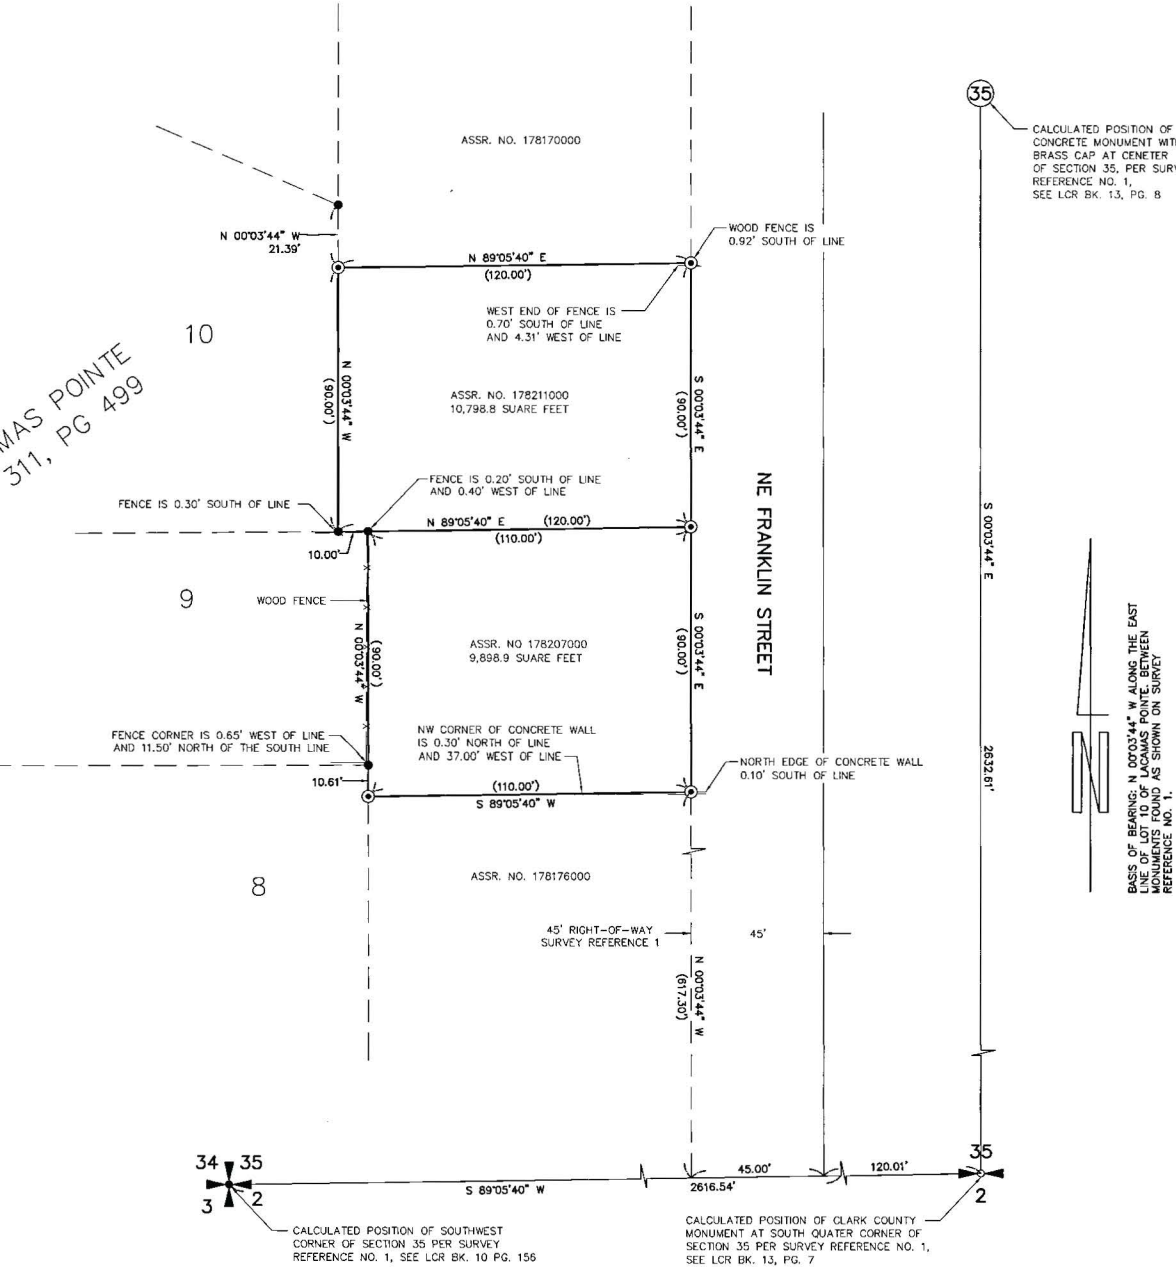 35
CALCULATED POSITION OF
CONCRETE MONUMENT
BRASS CAP AT CENETER
OF SECTION 35, PER
REFERENCE NO. 1,
SEE LCR BK. 13, PG. 8
ASSR. NO. 178170000
N 00°03'44" W
21.39'
WOOD FENCE IS
0.92' SOUTH OF LINE
N 89°05'40" E
(120.00')
WEST END OF FENCE IS
0.70' SOUTH OF LINE
AND 4.31' WEST OF LINE
10
POINTE
311, PG 499
N 00°03'44" W
(90.00')
ASSR. NO. 178211000
10,798.8 SUARE FEET
S 00°03'44" E
(90.00')
FENCE IS 0.30' SOUTH OF LINE
FENCE IS 0.20' SOUTH OF LINE
AND 0.40' WEST OF LINE
N 89°05'40" E (120.00')
(110.00')
10.00'
NE FRANKLIN STREET
S 00°03'44" E
2632.61'
9
WOOD FENCE
N 00°03'44" W
(90.00')
ASSR. NO 178207000
9,898.9 SUARE FEET
S 00°03'44" E
(90.00')
FENCE CORNER IS 0.65' WEST OF LINE
AND 11.50' NORTH OF THE SOUTH LINE
NW CORNER OF CONCRETE WALL
IS 0.30' NORTH OF LINE
AND 37.00' WEST OF LINE
NORTH EDGE OF CONCRETE WALL
0.10' SOUTH OF LINE
10.61'
(110.00')
S 89°05'40" W
N
BASIS OF BEARING: N 00°03'44" W ALONG THE EAST
LINE OF LOT 10 OF LACAMAS POINTE. BETWEEN
MONUMENTS FOUND AS SHOWN ON SURVEY
REFERENCE NO. 1.
8
ASSR. NO. 178176000
45' RIGHT-OF-WAY
SURVEY REFERENCE 1
45'
N 00°03'44" W
(617.30')
34 35
3 2
S 89°05'40" W
2616.54'
45.00'
120.01'
35
2
CALCULATED POSITION OF SOUTHWEST
CORNER OF SECTION 35 PER SURVEY
REFERENCE NO. 1, SEE LCR BK. 10 PG. 156
CALCULATED POSITION OF CLARK COUNTY
MONUMENT AT SOUTH QUATER CORNER OF
SECTION 35 PER SURVEY REFERENCE NO. 1,
SEE LCR BK. 13, PG. 7